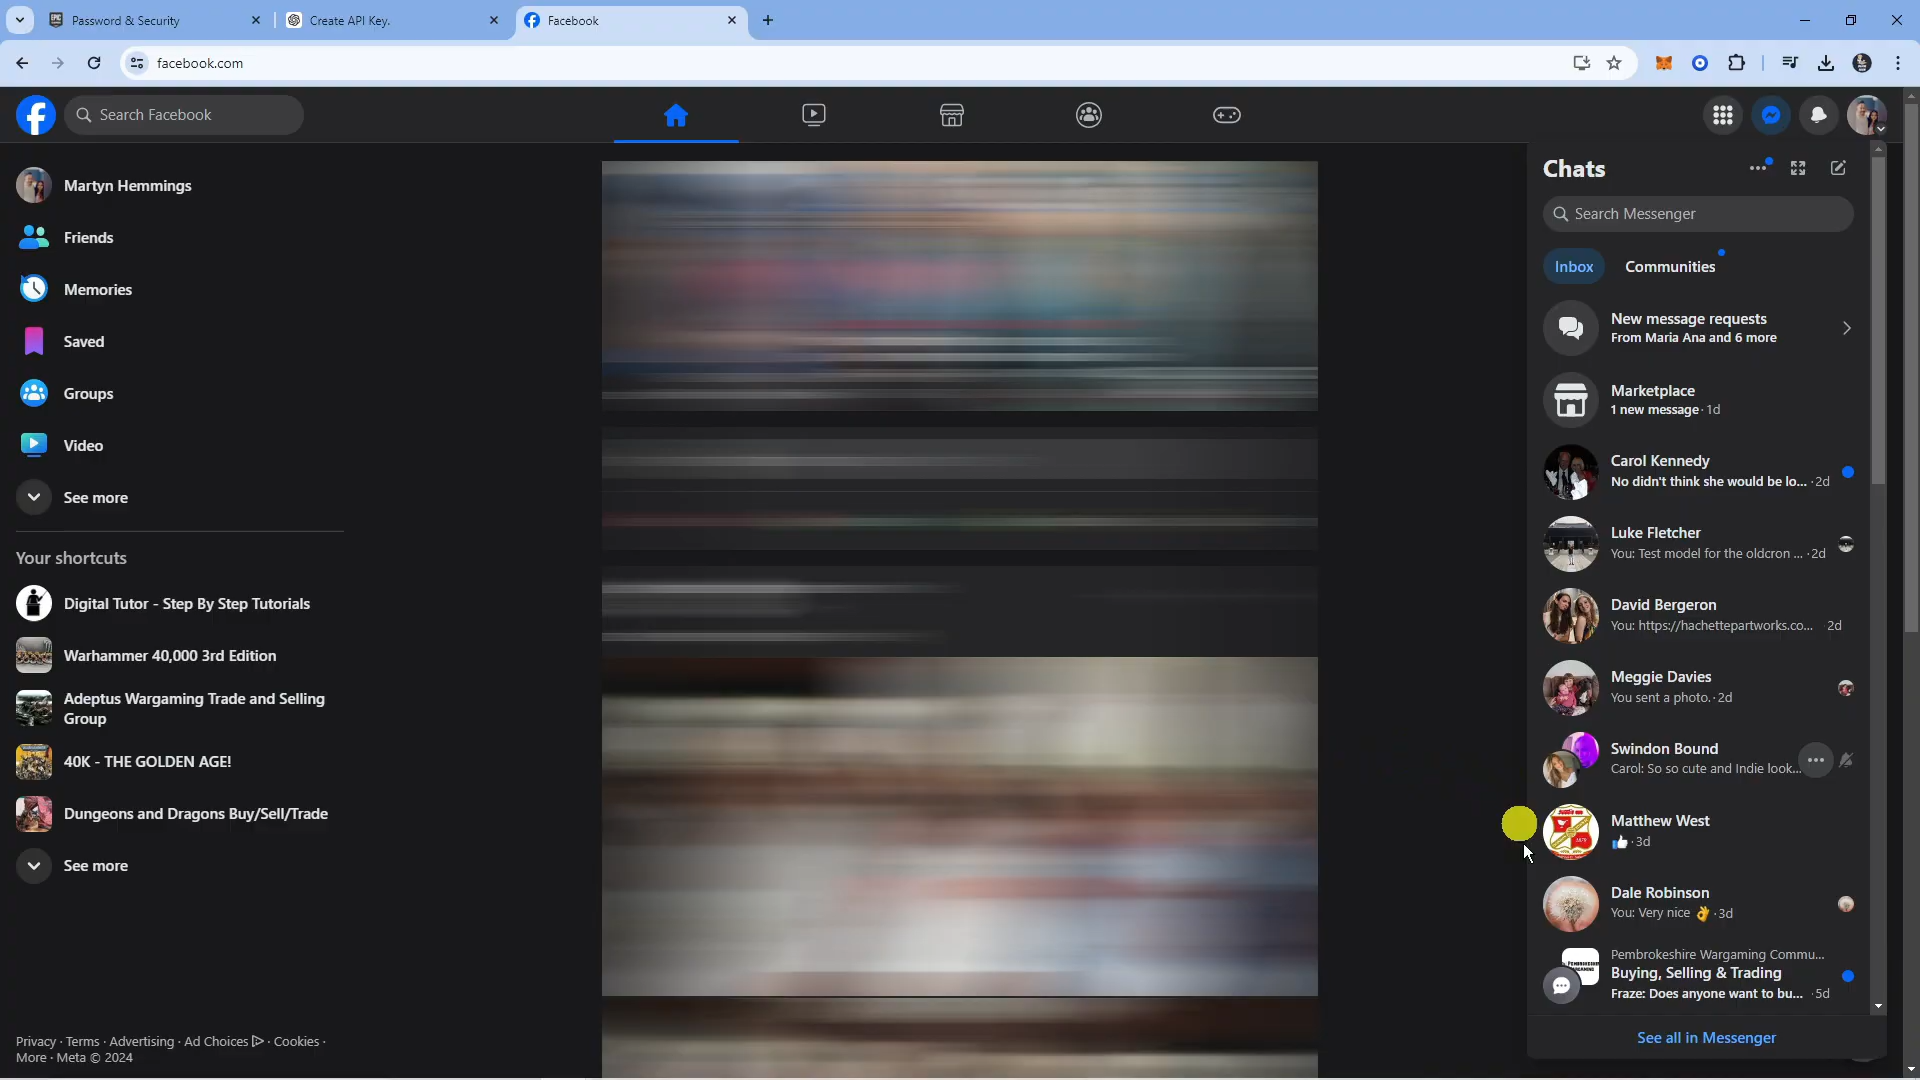 Password & Security
Create API Key.
Facebook
facebook.com
Search Facebook
Martyn Hemmings
Friends
Memories
Saved
Groups
Video
See more
Your shortcuts
Digital Tutor - Step By Step Tutorials
Warhammer 40,000 3rd Edition
Adeptus Wargaming Trade and Selling
Group
40K - THE GOLDEN AGE!
Dungeons and Dragons Buy/Sell/Trade
See more
Privacy · Terms · Advertising · Ad Choices · Cookies ·
More · Meta © 2024
Chats
Search Messenger
Inbox
Communities
New message requests
From Maria Ana and 6 more
Marketplace
1 new message · 1d
Carol Kennedy
No didn't think she would be lo... · 2d
Luke Fletcher
You: Test model for the oldcron ... · 2d
David Bergeron
You: https://hachettepartworks.co... · 2d
Meggie Davies
You sent a photo. · 2d
Swindon Bound
Carol: So so cute and Indie look...
Matthew West
👍 · 3d
Dale Robinson
You: Very nice 👌 · 3d
Pembrokeshire Wargaming Commu...
Buying, Selling & Trading
Fraze: Does anyone want to bu... · 5d
See all in Messenger